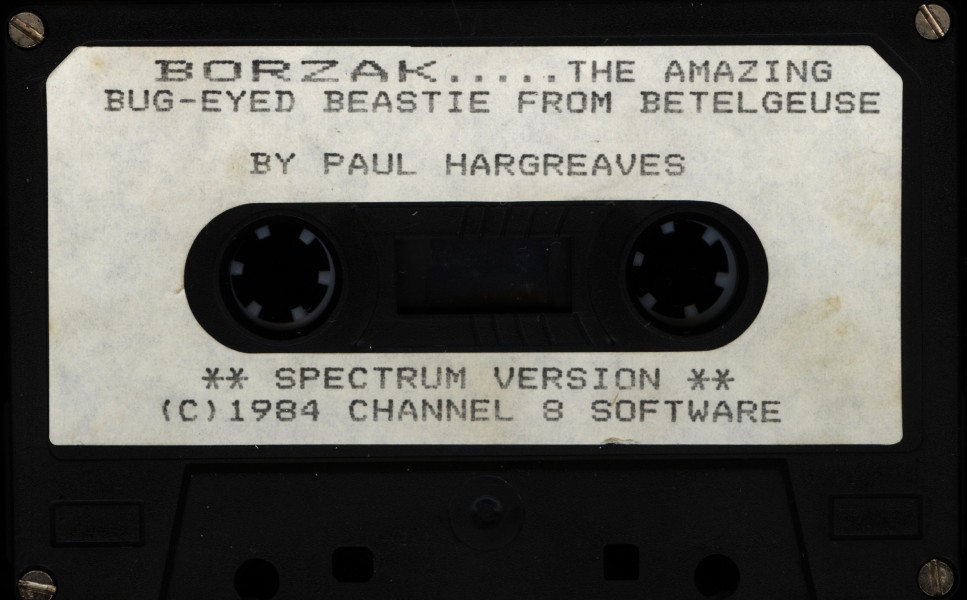 BORZAK.....THE AMAZING
BUG-EYED BEASTIE FROM BETELGEUSE
BY PAUL HARGREAVES
** SPECTRUM VERSION **
(C)1984 CHANNEL 8 SOFTWARE